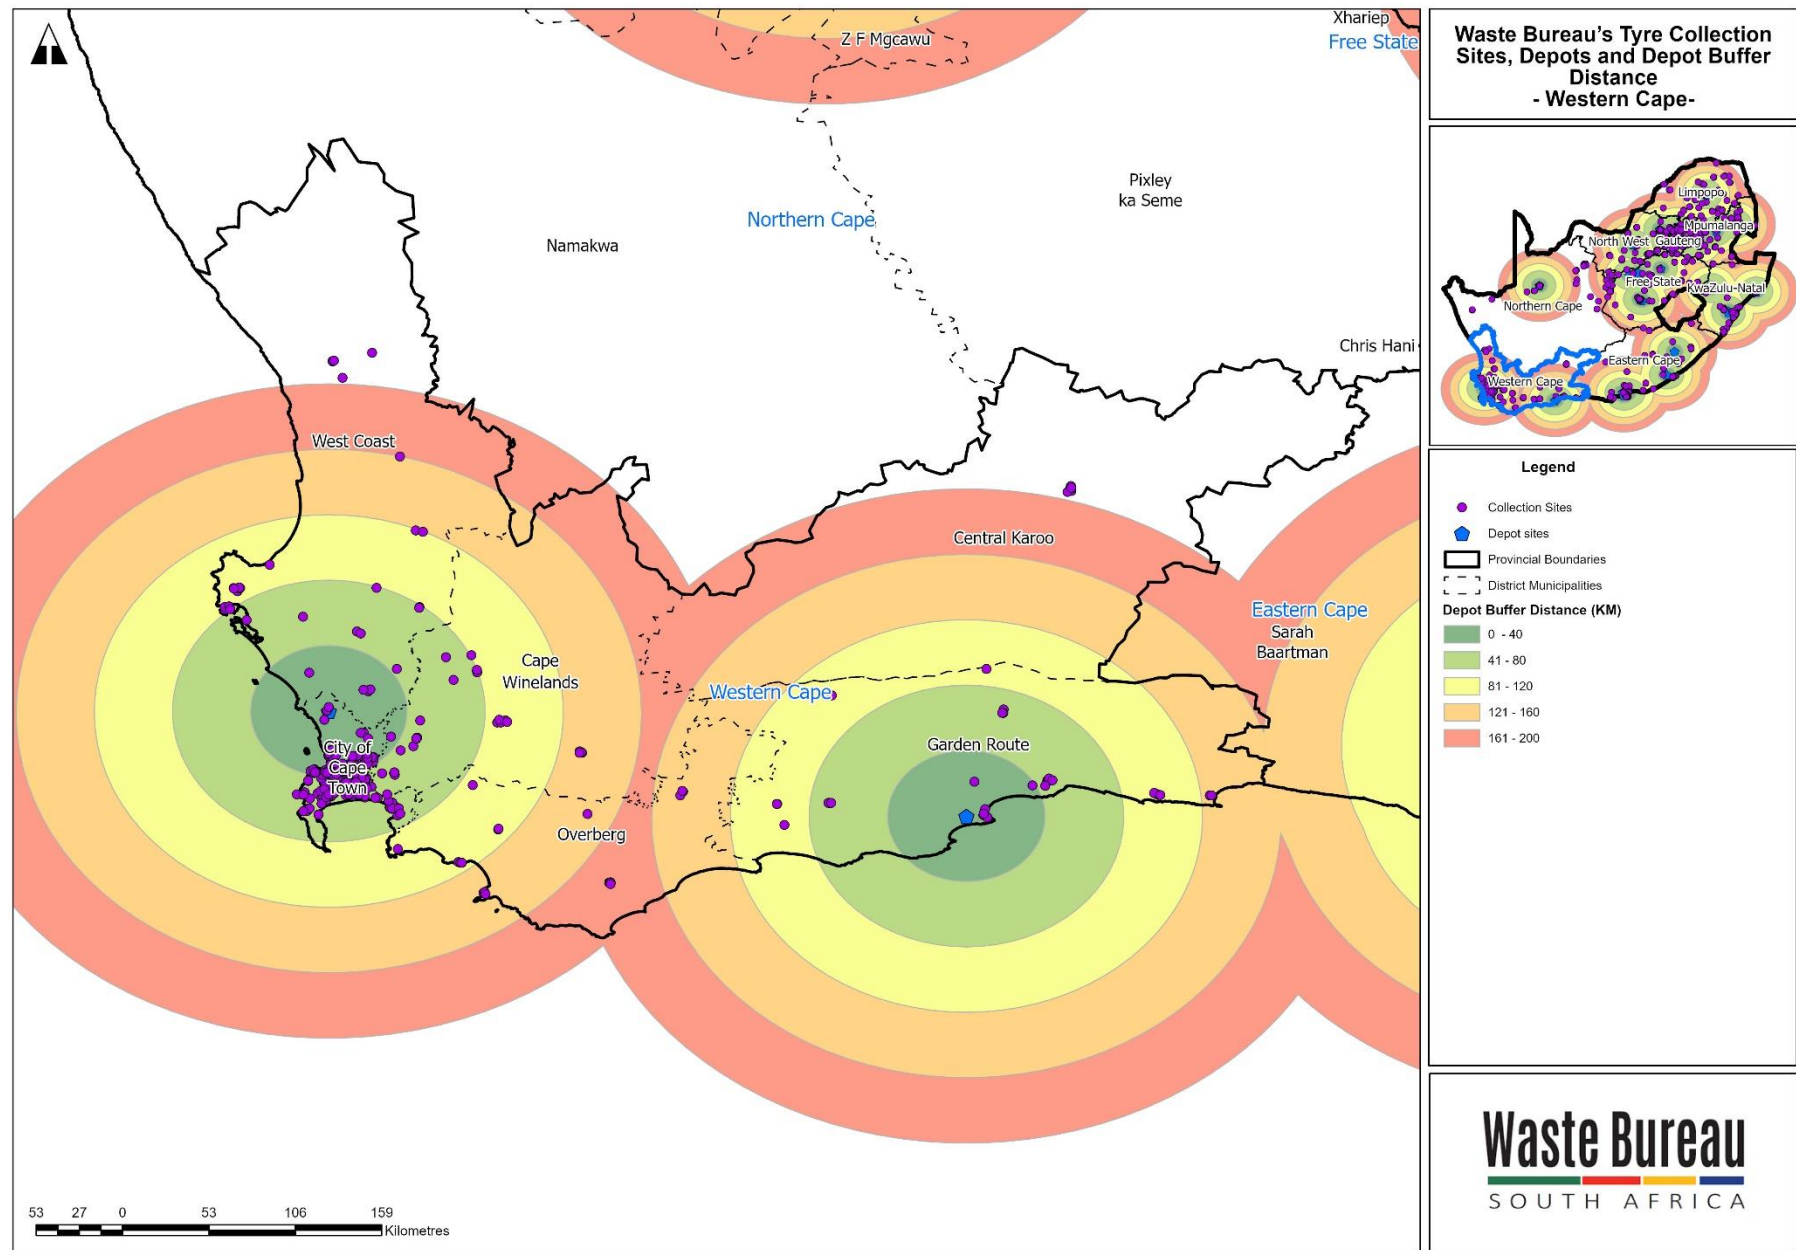 Xhariep
Z F Mgcawu
Free State
Pixley
ka Seme
Northern Cape
Namakwa
Chris Hani
West Coast
Central Karoo
Eastern Cape
Sarah
Baartman
Cape
Winelands
Western Cape
Garden Route
City of
Cape
Town
Overberg
53 27 0 53 106 159
Kilometres
Waste Bureau's Tyre Collection
Sites, Depots and Depot Buffer
Distance
- Western Cape-
Limpopo
Mpumalanga
North West Gauteng
Free State
KwaZulu-Natal
Northern Cape
Eastern Cape
Western Cape
Legend
Collection Sites
Depot sites
Provincial Boundaries
District Municipalities
Depot Buffer Distance (KM)
0 - 40
41 - 80
81 - 120
121 - 160
161 - 200
Waste Bureau
SOUTH AFRICA